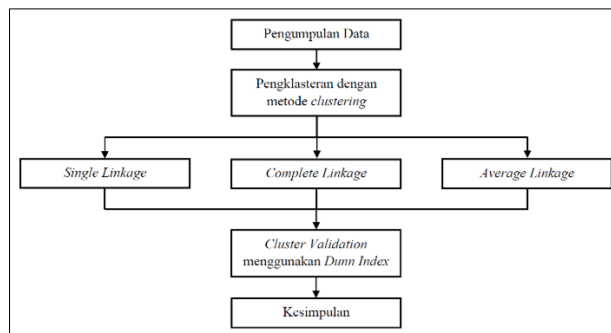 Pengumpulan Data
Pengklasteran dengan
metode clustering
Single Linkage
Complete Linkage
Average Linkage
Cluster Validation
menggunakan Dunn Index
Kesimpulan